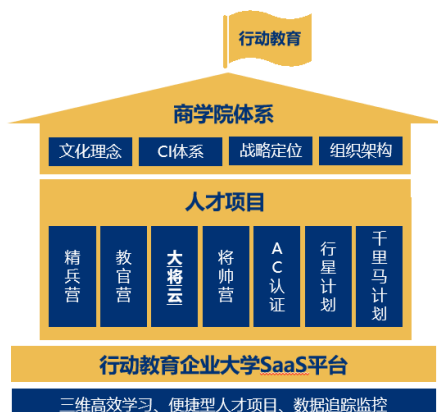 行动教育
商学院体系
文化理念 CI体系 战略定位 组织架构
人才项目
精兵营 教官营 大将云 将帅营 AC认证 行星计划 千里马计划
行动教育企业大学SaaS平台
三维高效学习、便捷型人才项目、数据追踪监控